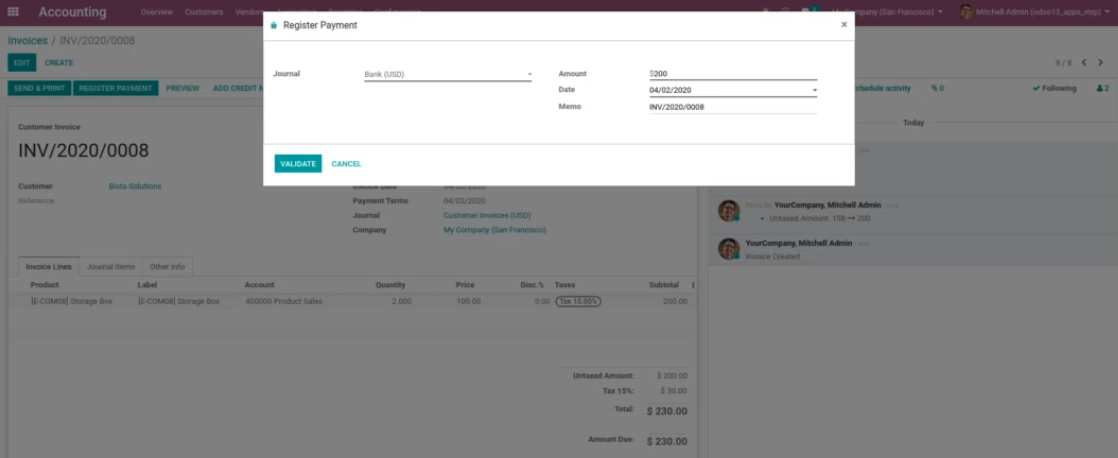 Accounting Overview Customers Vendors Company (San Francisco) Mitchell Admin (odoo13_apps_mqp)
Register Payment ×
Invoices / INV/2020/0008
EDIT CREATE 8 / 8
Journal Bank (USD) Amount $200
Date 04/02/2020
Memo INV/2020/0008
SEND & PRINT REGISTER PAYMENT PREVIEW ADD CREDIT N chedule activity 0 Following 2
Today
Customer Invoice
INV/2020/0008
VALIDATE CANCEL
Customer Bista Solutions Invoice Date 04/02/2020
Reference Payment Terms 04/02/2020
Journal Customer Invoices (USD)
Company My Company (San Francisco)
Note by YourCompany, Mitchell Admin
Untaxed Amount: 158 → 200
YourCompany, Mitchell Admin
Invoice Created
Invoice Lines Journal Items Other Info
Product Label Account Quantity Price Disc.% Taxes Subtotal
[E-COM08] Storage Box [E-COM08] Storage Box 400000 Product Sales 2.000 100.00 0.00 Tax 15.00% 200.00
Untaxed Amount: $ 200.00
Tax 15%: $ 30.00
Total: $ 230.00
Amount Due: $ 230.00